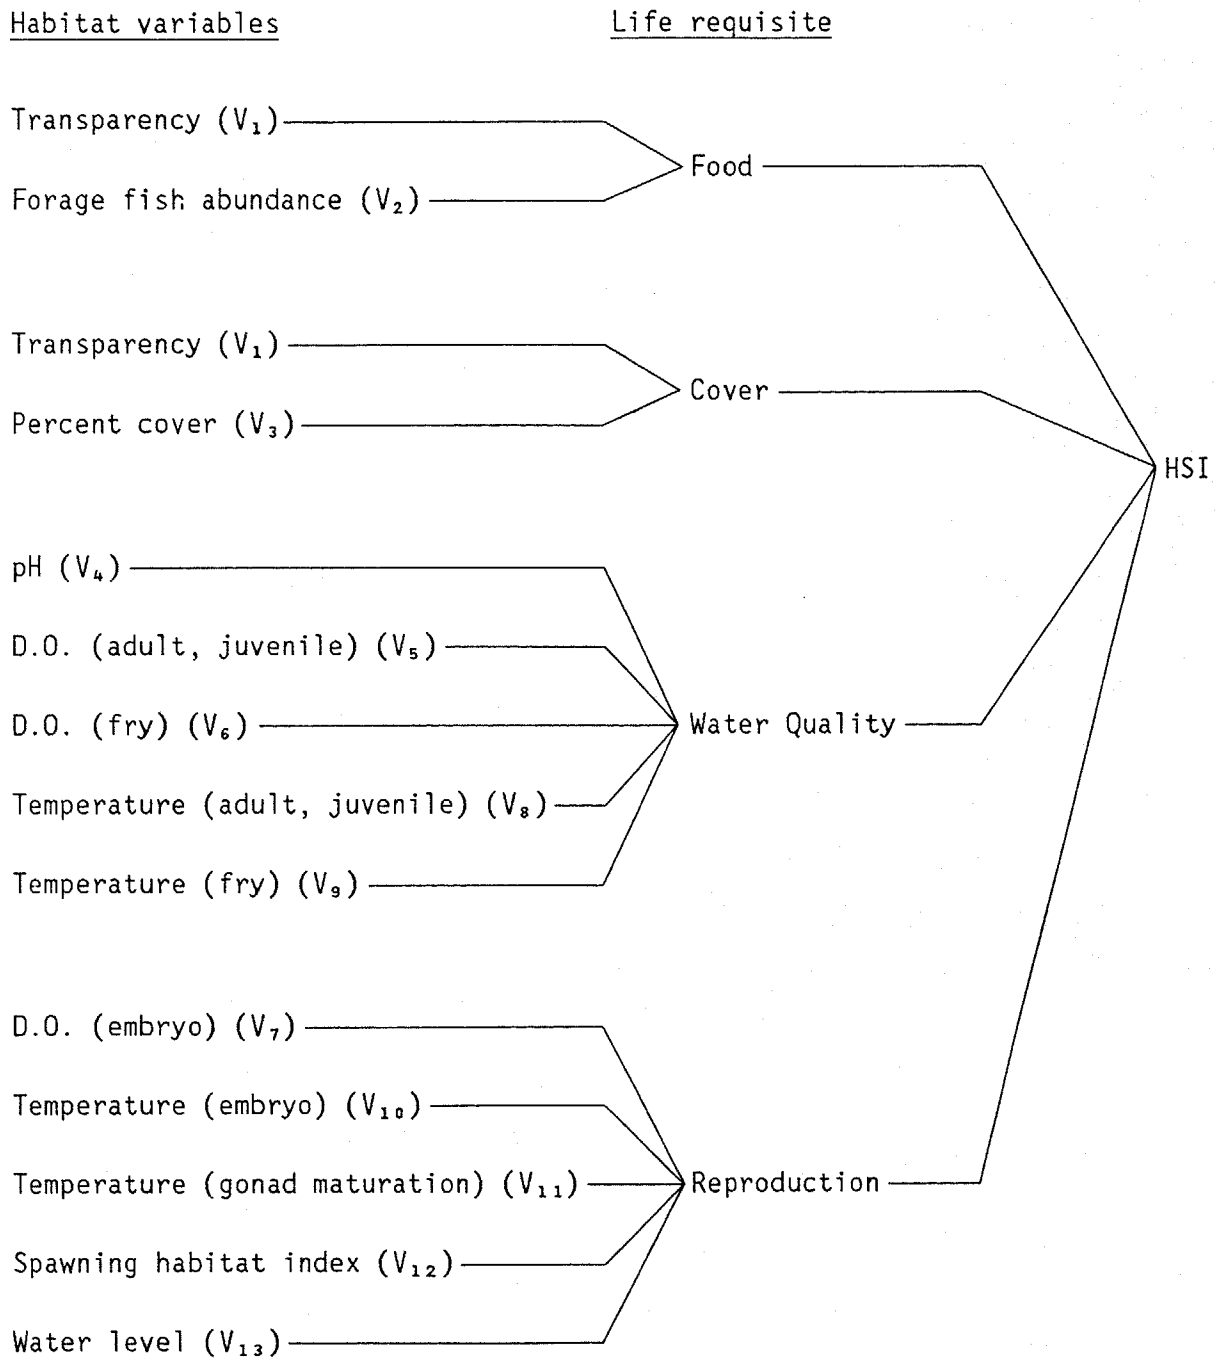 Habitat variables Life requisite
Transparency (V₁)
Food
Forage fish abundance (V₂)
Transparency (V₁)
Cover
Percent cover (V₃)
HSI
pH (V₄)
D.O. (adult, juvenile) (V₅)
D.O. (fry) (V₆) Water Quality
Temperature (adult, juvenile) (V₈)
Temperature (fry) (V₉)
D.O. (embryo) (V₇)
Temperature (embryo) (V₁₀)
Temperature (gonad maturation) (V₁₁) Reproduction
Spawning habitat index (V₁₂)
Water level (V₁₃)